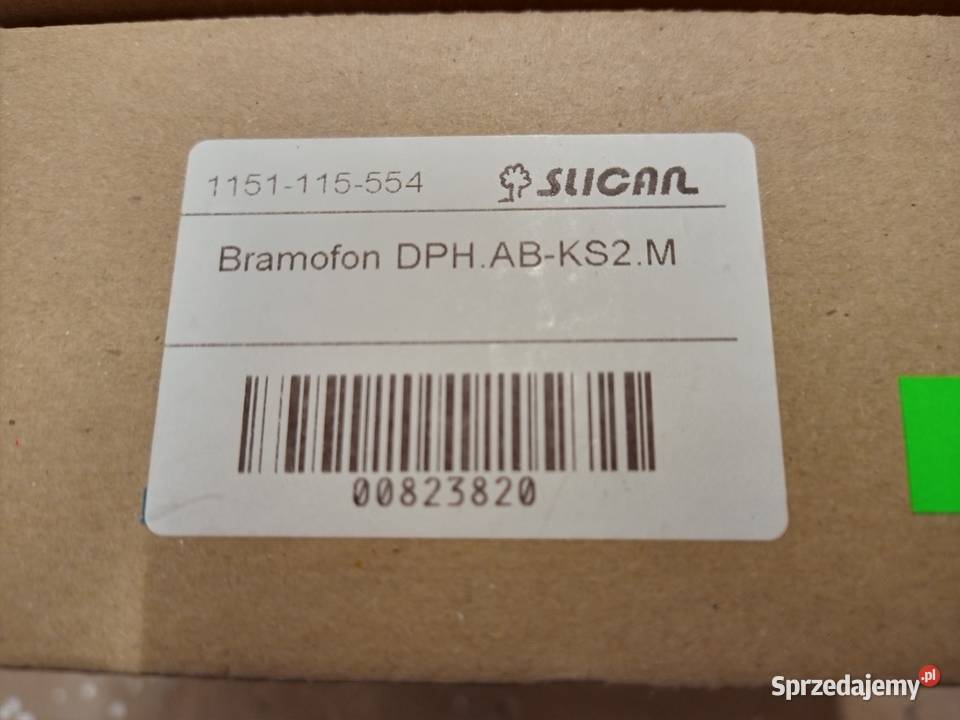 1151-115-554 SLICAN
Bramofon DPH.AB-KS2.M
00823820
Sprzedajemy.pl